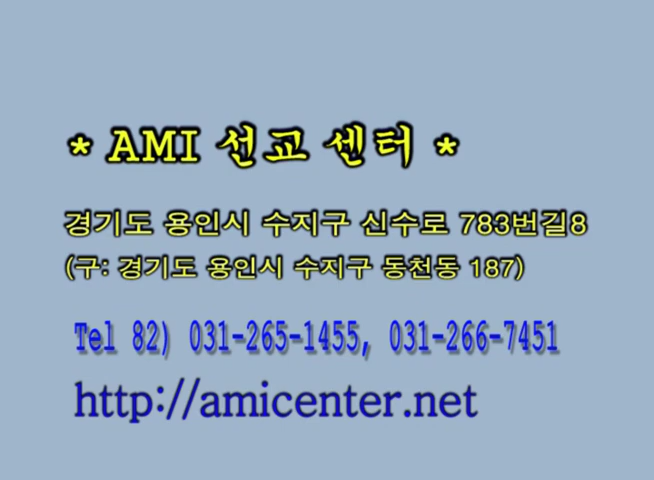 * AMI 선교 센터 *
경기도 용인시 수지구 신수로 783번길8
(구: 경기도 용인시 수지구 동천동 187)
Tel 82) 031-265-1455, 031-266-7451
http://amicenter.net